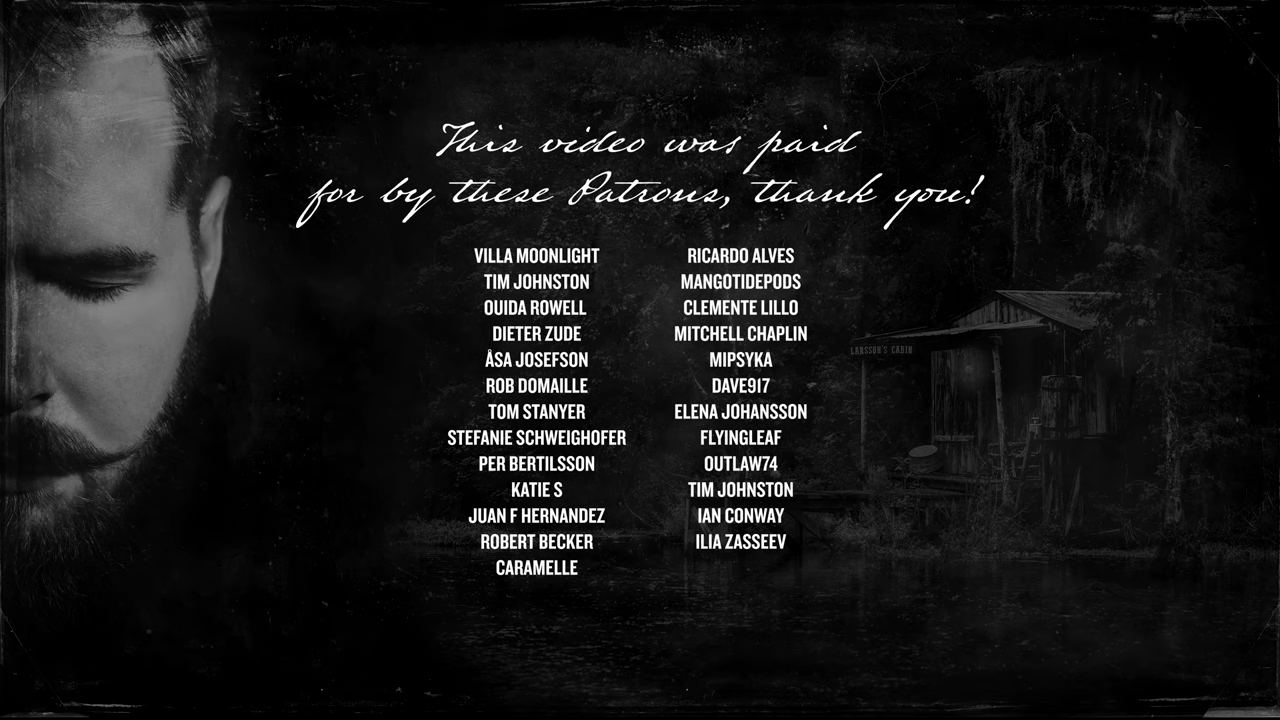 This video was paid
for by these Patrons, thank you!
VILLA MOONLIGHT
TIM JOHNSTON
OUIDA ROWELL
DIETER ZUDE
ÅSA JOSEFSON
ROB DOMAILLE
TOM STANYER
STEFANIE SCHWEIGHOFER
PER BERTILSSON
KATIE S
JUAN F HERNANDEZ
ROBERT BECKER
CARAMELLE
RICARDO ALVES
MANGOTIDEPODS
CLEMENTE LILLO
MITCHELL CHAPLIN
MIPSYKA
DAVE917
ELENA JOHANSSON
FLYINGLEAF
OUTLAW74
TIM JOHNSTON
IAN CONWAY
ILIA ZASSEEV
LARSSON'S CABIN